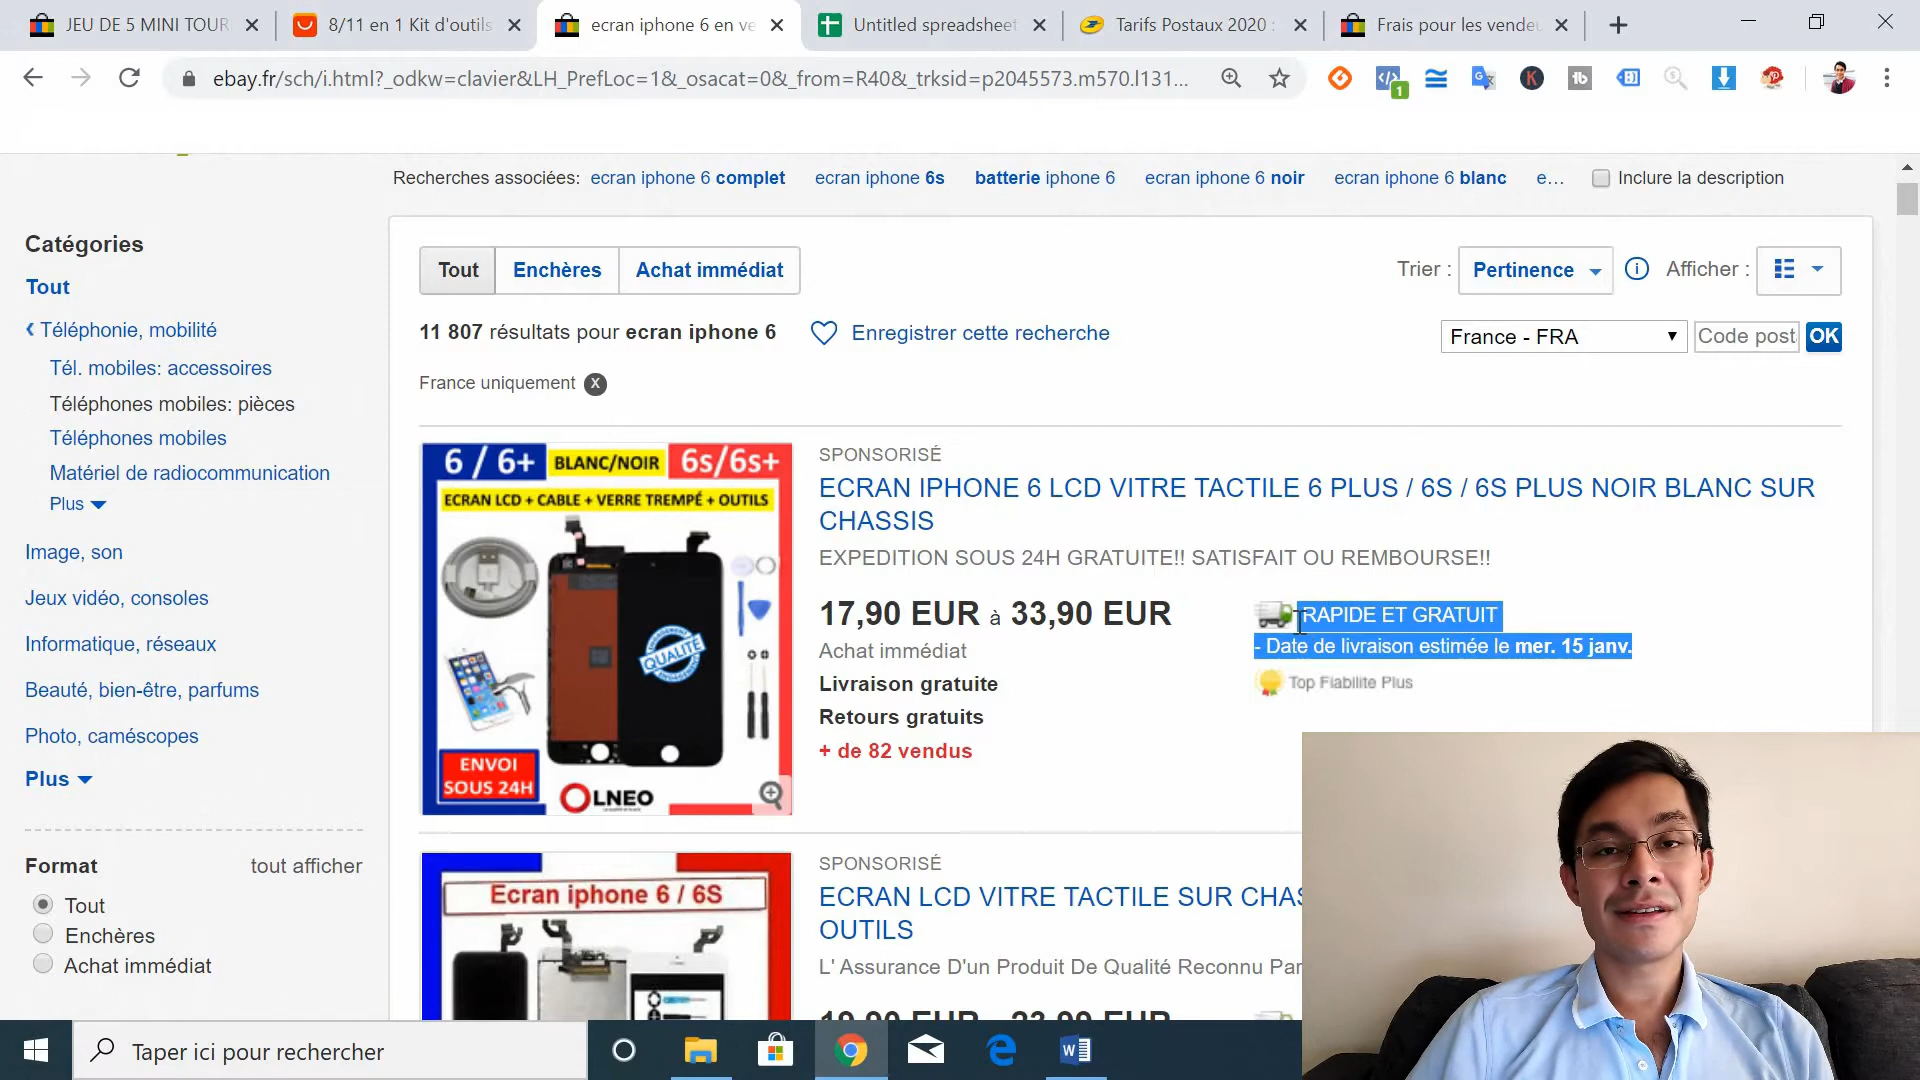 JEU DE 5 MINI TOUR
8/11 en 1 Kit d'outils
ecran iphone 6 en ve
Untitled spreadsheet
Tarifs Postaux 2020 :
Frais pour les vendeu
ebay.fr/sch/i.html?_odkw=clavier&LH_PrefLoc=1&_osacat=0&_from=R40&_trksid=p2045573.m570.l131...
1
Recherches associées: ecran iphone 6 complet ecran iphone 6s batterie iphone 6 ecran iphone 6 noir ecran iphone 6 blanc e... Inclure la description
Catégories
Tout
Téléphonie, mobilité
Tél. mobiles: accessoires
Téléphones mobiles: pièces
Téléphones mobiles
Matériel de radiocommunication
Plus
Image, son
Jeux vidéo, consoles
Informatique, réseaux
Beauté, bien-être, parfums
Photo, caméscopes
Plus
Format tout afficher
Tout
Enchères
Achat immédiat
Tout Enchères Achat immédiat
Trier : Pertinence Afficher :
11 807 résultats pour ecran iphone 6 Enregistrer cette recherche
France - FRA Code post OK
France uniquement X
6 / 6+ BLANC/NOIR 6s/6s+
ECRAN LCD + CABLE + VERRE TREMPÉ + OUTILS
QUALITÉ
ENVOI
SOUS 24H
OLNEO
SPONSORISÉ
ECRAN IPHONE 6 LCD VITRE TACTILE 6 PLUS / 6S / 6S PLUS NOIR BLANC SUR
CHASSIS
EXPEDITION SOUS 24H GRATUITE!! SATISFAIT OU REMBOURSE!!
17,90 EUR à 33,90 EUR
Achat immédiat
Livraison gratuite
Retours gratuits
+ de 82 vendus
RAPIDE ET GRATUIT
- Date de livraison estimée le mer. 15 janv.
Top Fiabilite Plus
Ecran iphone 6 / 6S
SPONSORISÉ
ECRAN LCD VITRE TACTILE SUR CHAS
OUTILS
L' Assurance D'un Produit De Qualité Reconnu Par
Taper ici pour rechercher